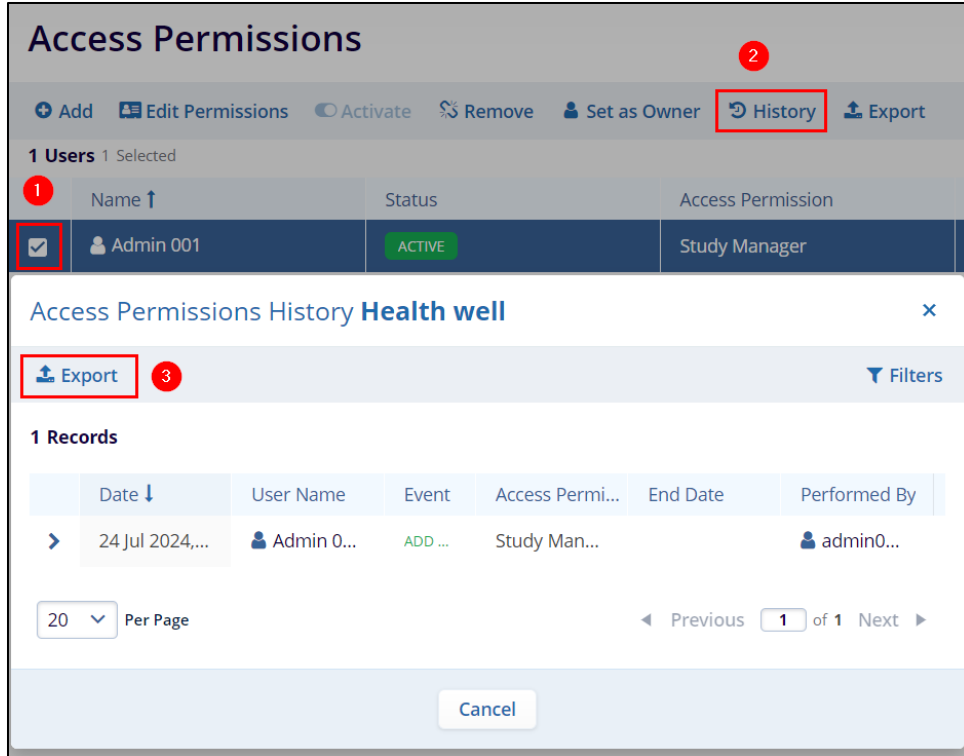 Access Permissions
2
Add Edit Permissions Activate Remove Set as Owner History Export
1 Users 1 Selected
1
Name Status Access Permission
Admin 001 ACTIVE Study Manager
Access Permissions History Health well ×
Export 3 Filters
1 Records
Date User Name Event Access Permi... End Date Performed By
24 Jul 2024,... Admin 0... ADD ... Study Man... admin0...
20 Per Page Previous 1 of 1 Next
Cancel